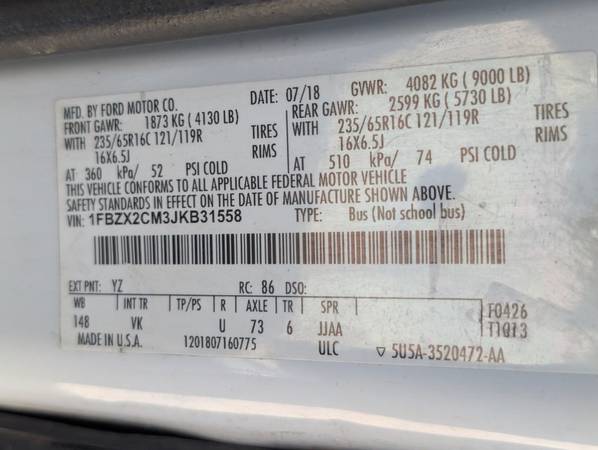 MFD. BY FORD MOTOR CO.
DATE: 07/18
GVWR: 4082 KG ( 9000 LB)
FRONT GAWR: 1873 KG ( 4130 LB)
REAR GAWR: 2599 KG ( 5730 LB)
WITH 235/65R16C 121/119R TIRES
WITH 235/65R16C 121/119R TIRES
16X6.5J RIMS
16X6.5J RIMS
AT 360 kPa/ 52 PSI COLD
AT 510 kPa/ 74 PSI COLD
THIS VEHICLE CONFORMS TO ALL APPLICABLE FEDERAL MOTOR VEHICLE
SAFETY STANDARDS IN EFFECT ON THE DATE OF MANUFACTURE SHOWN ABOVE.
VIN: 1FBZX2CM3JKB31558
TYPE: Bus (Not school bus)
EXT PNT: YZ RC: 86 DSO:
WB INT TR TP/PS R AXLE TR SPR
148 VK U 73 6 JJAA
F0426
T1013
MADE IN U.S.A. 1201807160775 ULC
▽ 5U5A-3520472-AA